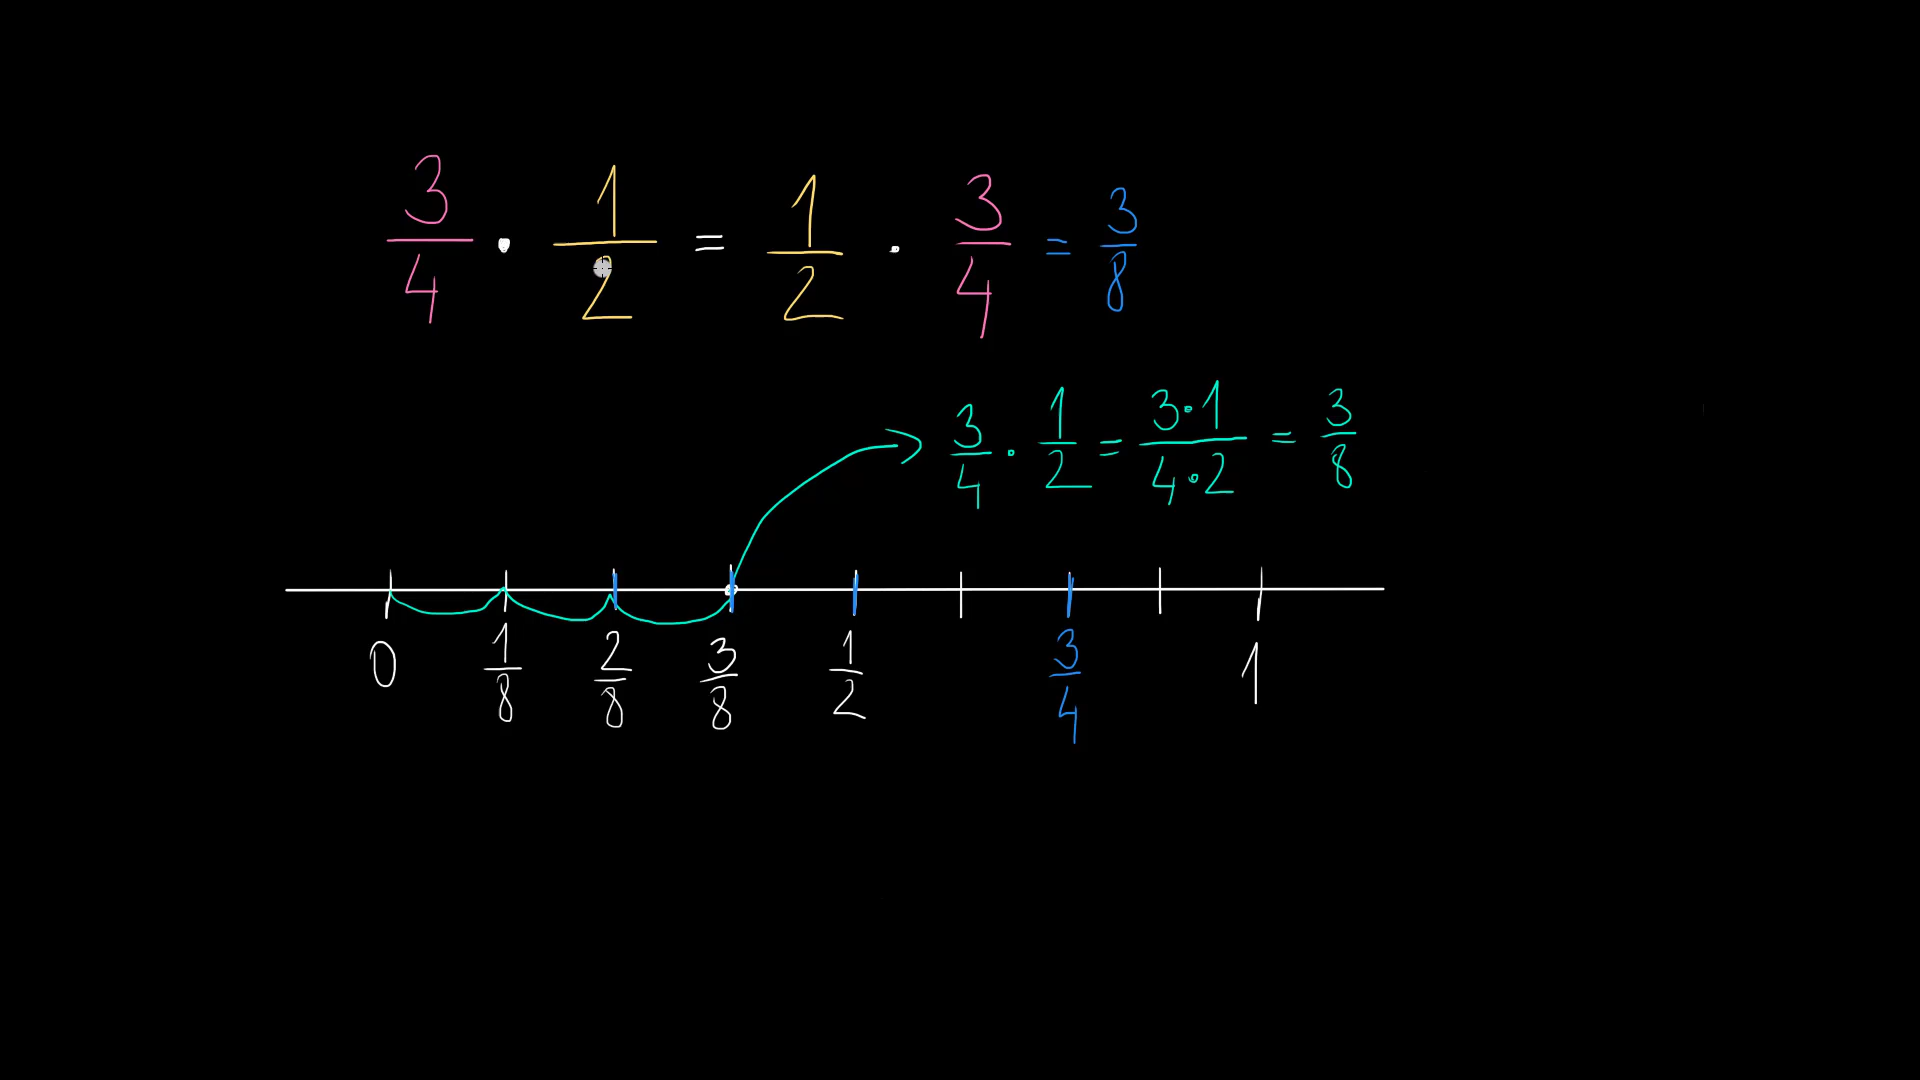 3/4 · 1/2 = 1/2 · 3/4 = 3/8
3/4 · 1/2 = 3·1/4·2 = 3/8
0 1/8 2/8 3/8 1/2 3/4 1